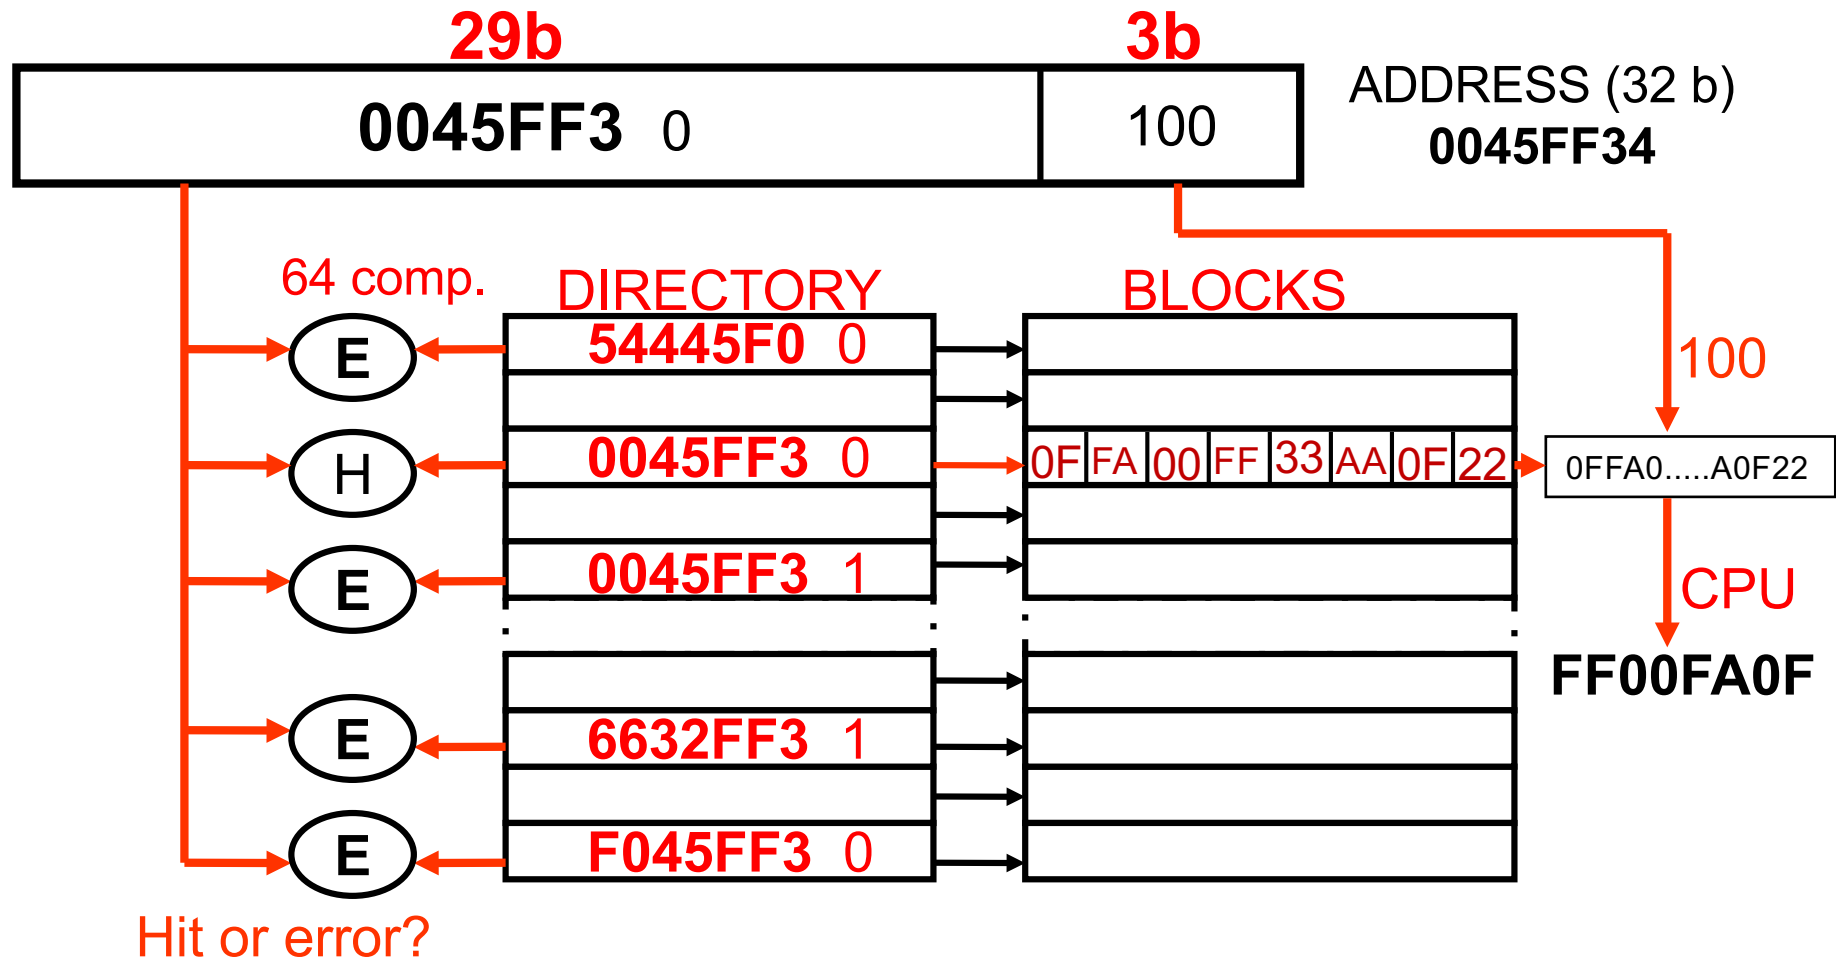 29b 3b
0045FF3 0 100
ADDRESS (32 b)
0045FF34
64 comp. DIRECTORY BLOCKS
E 54445F0 0
100
H 0045FF3 0 0F FA 00 FF 33 AA 0F 22 0FFA0.....A0F22
E 0045FF3 1
CPU
FF00FA0F
E 6632FF3 1
E F045FF3 0
Hit or error?